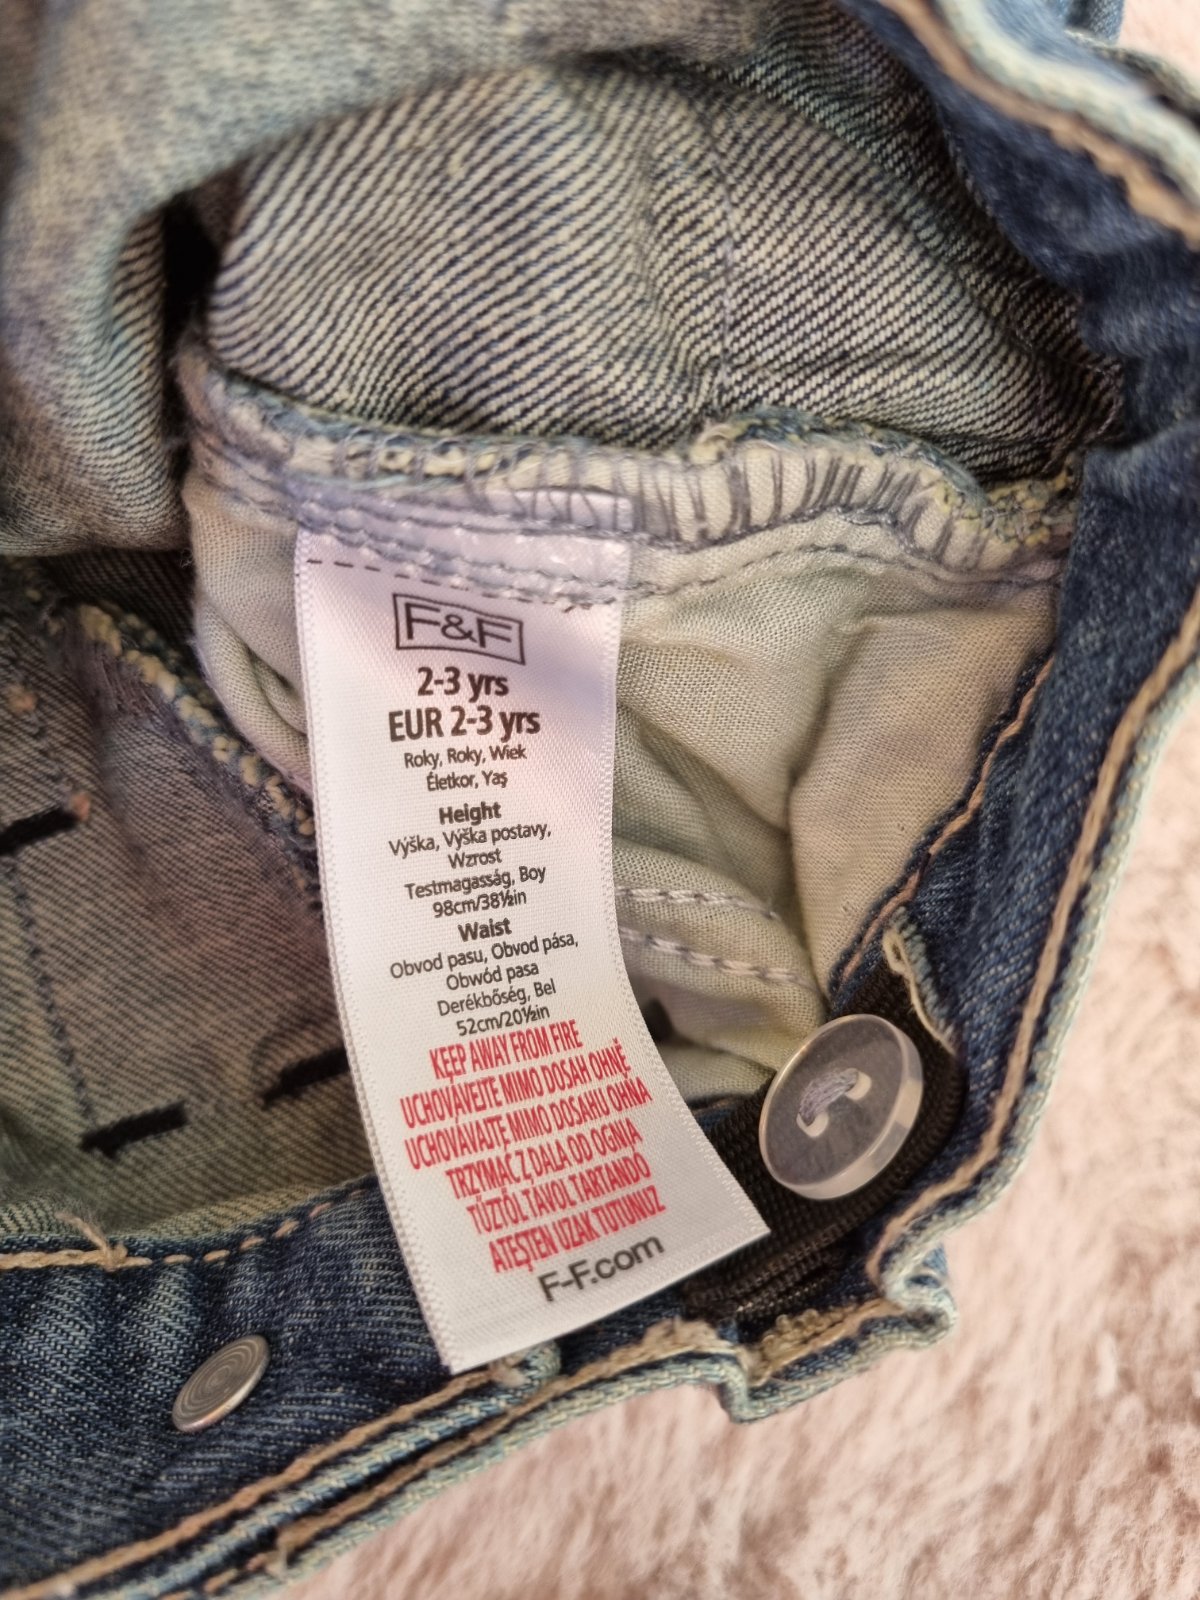 F&F
2-3 yrs
EUR 2-3 yrs
Roky, Roky, Wiek
Életkor, Yaş
Height
Výška, Výška postavy,
Wzrost
Testmagasság, Boy
98cm/38½in
Waist
Obvod pasu, Obvod pása,
Obwód pasa
Derékbőség, Bel
52cm/20½in
KEEP AWAY FROM FIRE
UCHOVÁVEJTE MIMO DOSAH OHNĚ
UCHOVÁVAJTE MIMO DOSAHU OHŇA
TRZYMAĆ Z DALA OD OGNIA
TŰZTŐL TÁVOL TARTANDÓ
ATEŞTEN UZAK TUTUNUZ
F-F.com